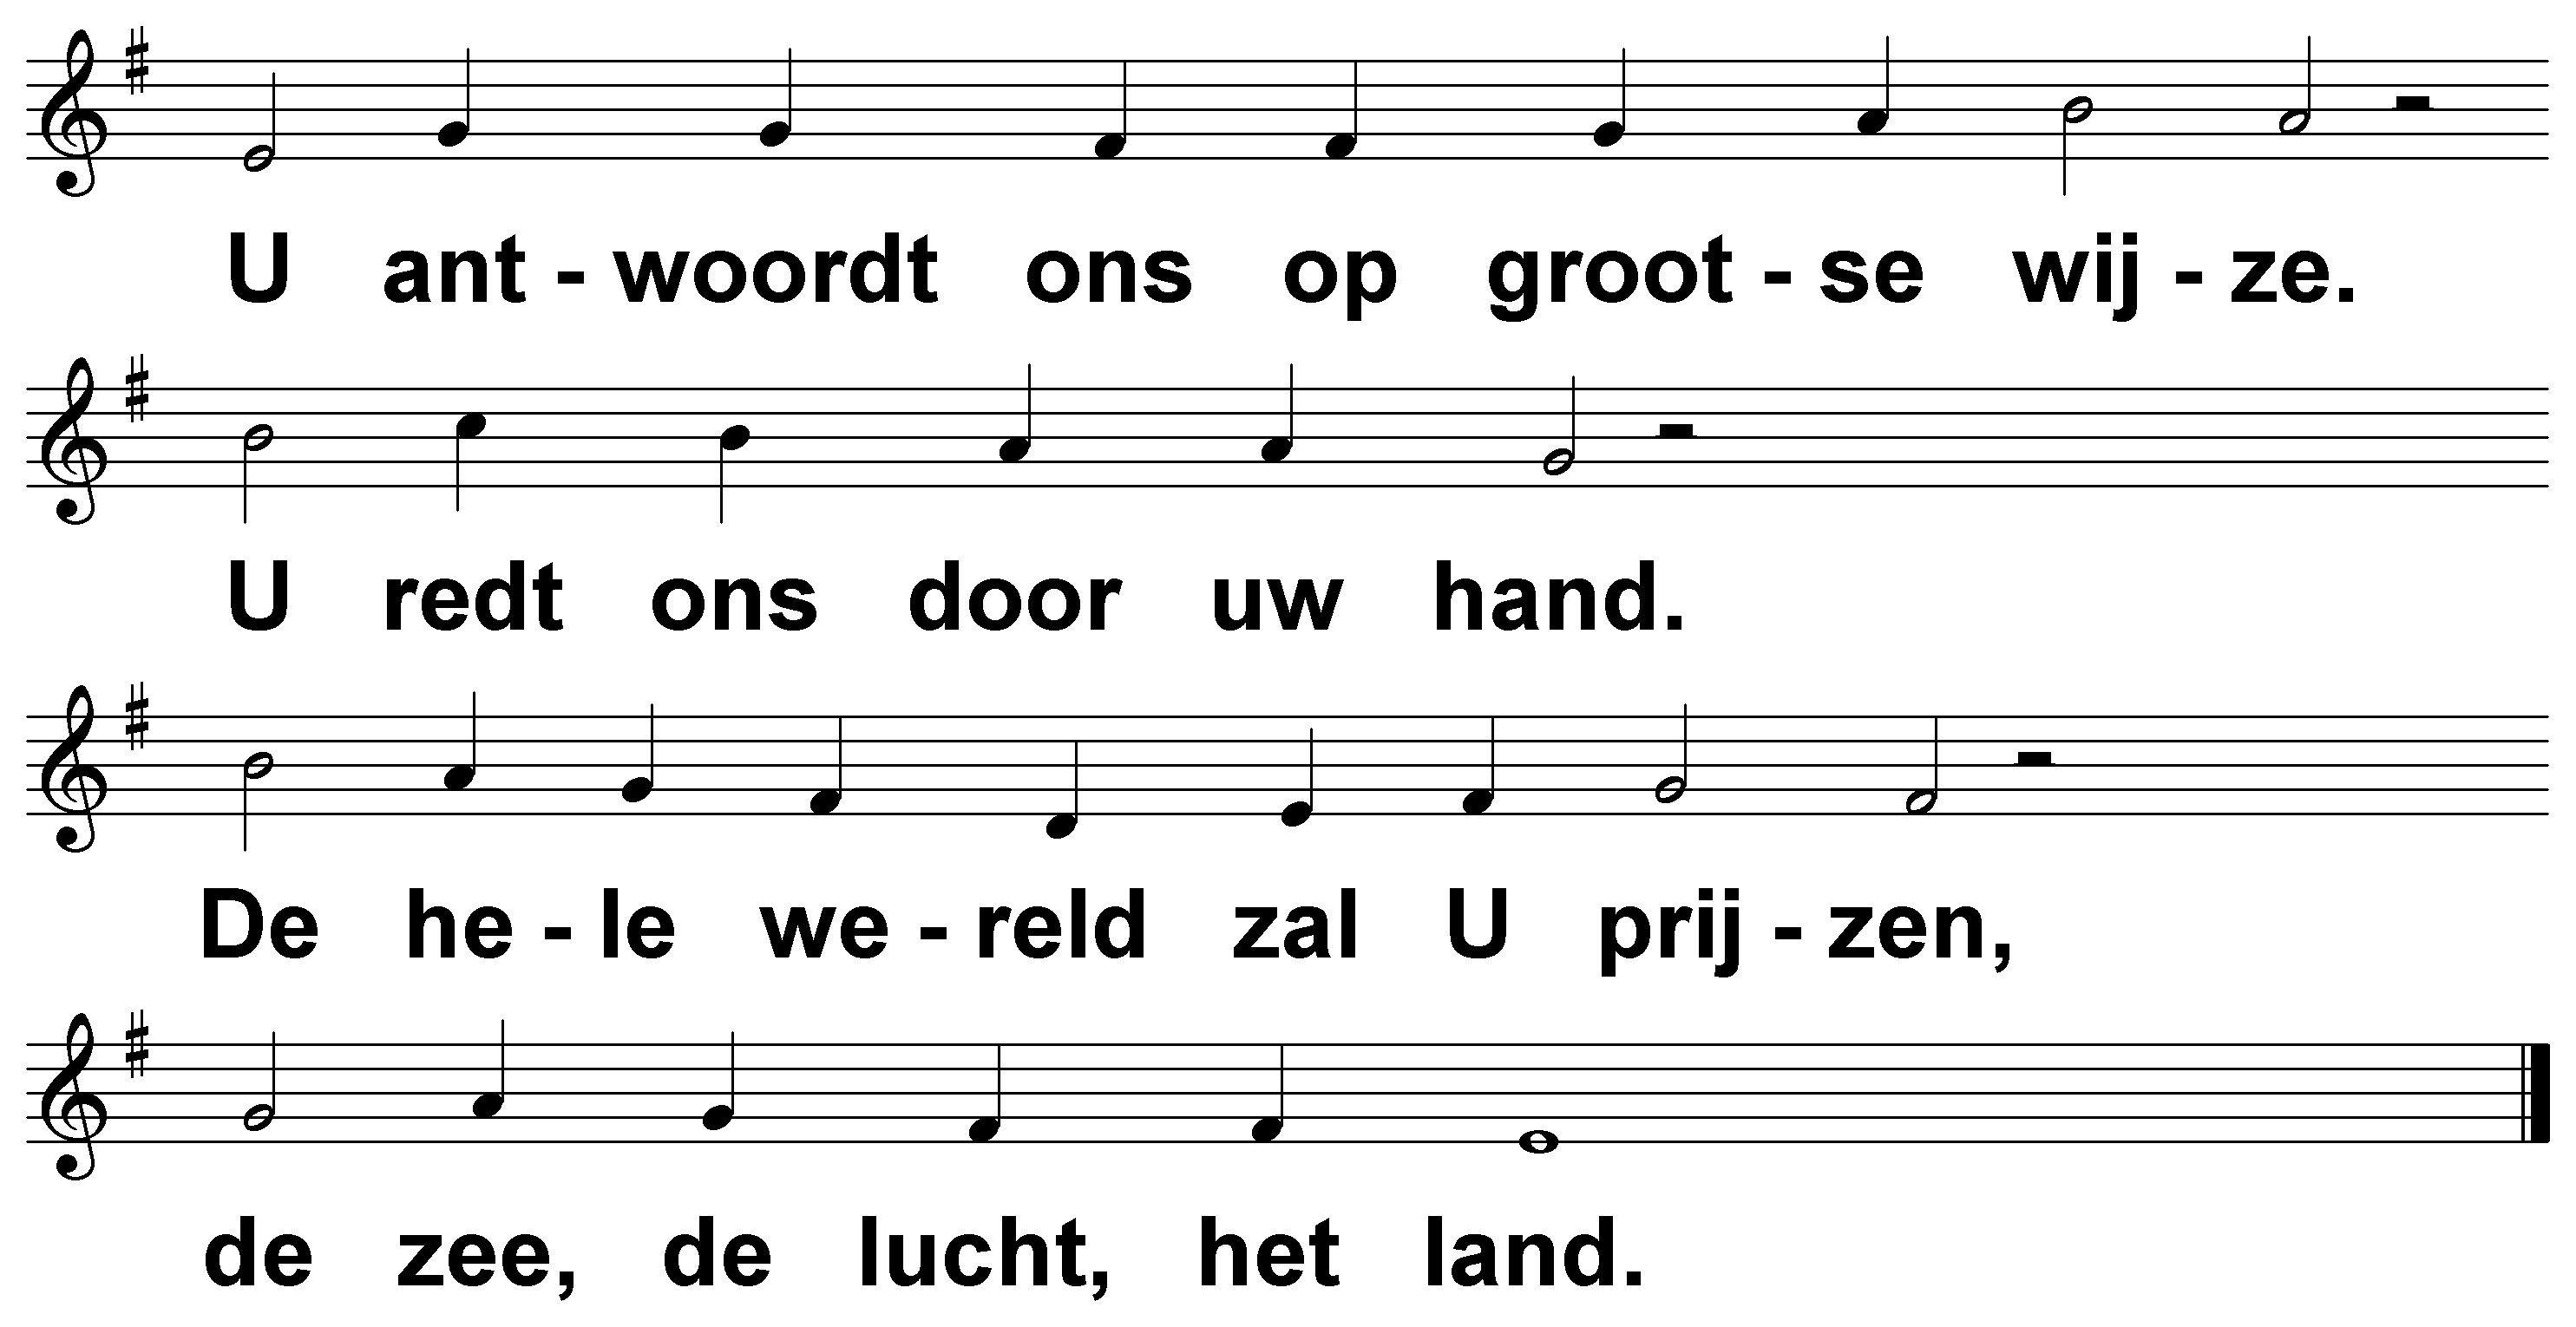 U ant - woordt ons op groot - se wij - ze.
U redt ons door uw hand.
De he - le we - reld zal U prij - zen,
de zee, de lucht, het land.